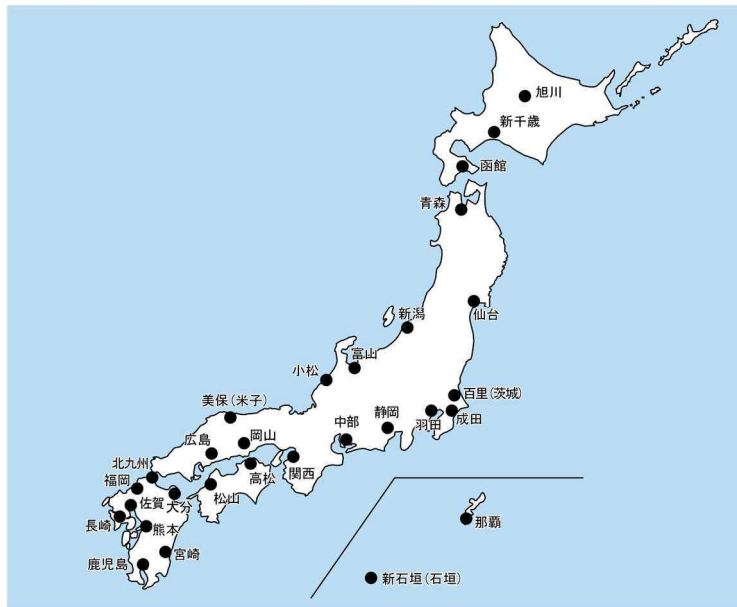 旭川
新千歳
函館
青森
仙台
新潟
富山
小松
百里(茨城)
美保(米子)
静岡
羽田
成田
中部
岡山
広島
関西
北九州
高松
福岡
松山
佐賀
大分
長崎
熊本
那覇
宮崎
鹿児島
新石垣(石垣)